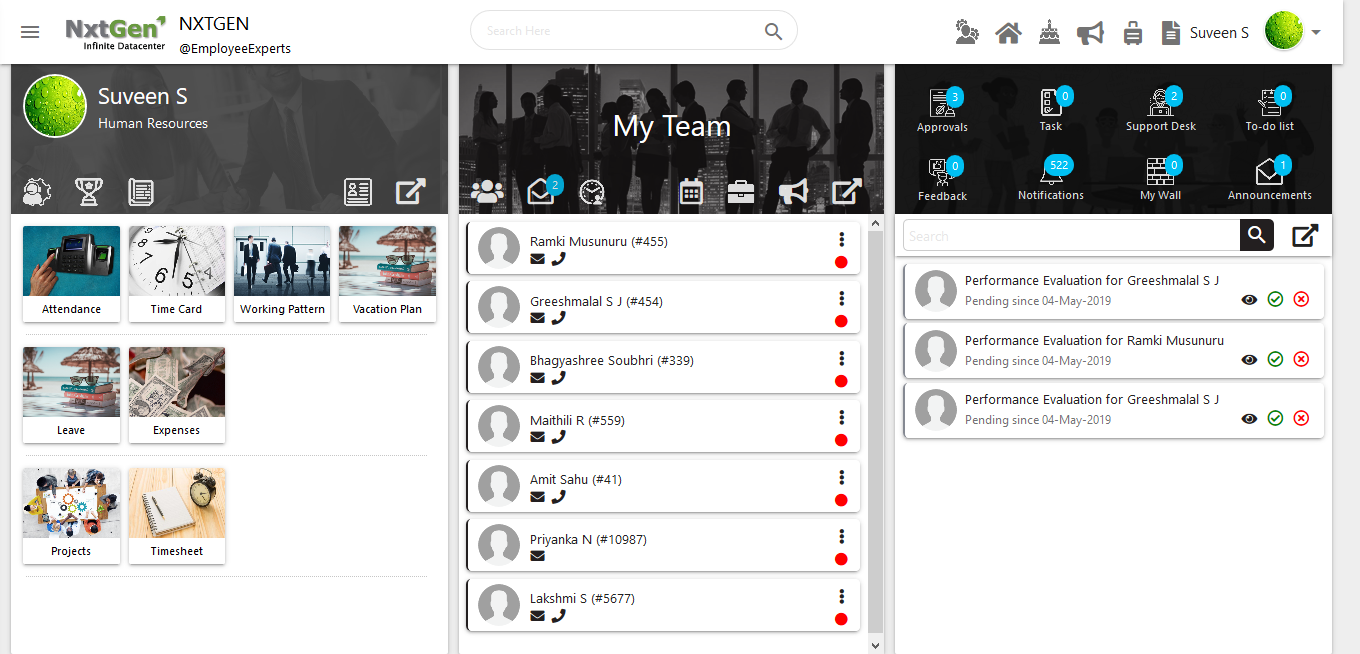 NxtGen
Infinite Datacenter
NXTGEN
@EmployeeExperts
Search Here
Suveen S
Suveen S
Human Resources
Attendance
Time Card
Working Pattern
Vacation Plan
Leave
Expenses
Projects
Timesheet
My Team
2
Ramki Musunuru (#455)
Greeshmalal S J (#454)
Bhagyashree Soubhri (#339)
Maithili R (#559)
Amit Sahu (#41)
Priyanka N (#10987)
Lakshmi S (#5677)
3
Approvals
0
Task
2
Support Desk
0
To-do list
0
Feedback
522
Notifications
0
My Wall
1
Announcements
Search
Performance Evaluation for Greeshmalal S J
Pending since 04-May-2019
Performance Evaluation for Ramki Musunuru
Pending since 04-May-2019
Performance Evaluation for Greeshmalal S J
Pending since 04-May-2019